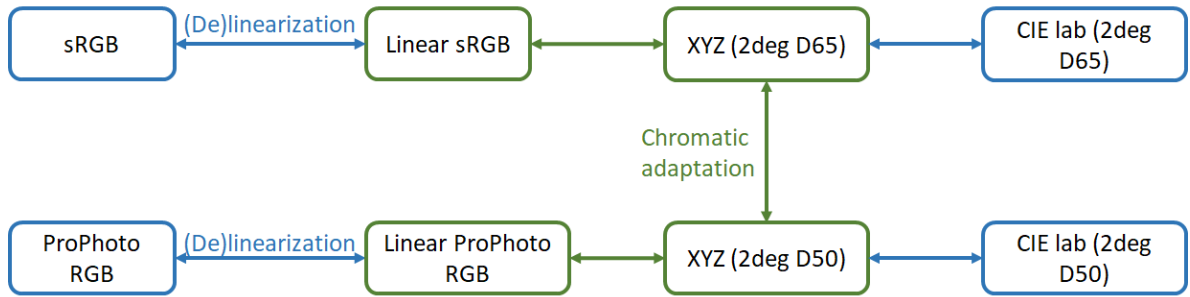 sRGB
(De)linearization
Linear sRGB
XYZ (2deg D65)
CIE lab (2deg
D65)
Chromatic
adaptation
ProPhoto
RGB
(De)linearization
Linear ProPhoto
RGB
XYZ (2deg D50)
CIE lab (2deg
D50)